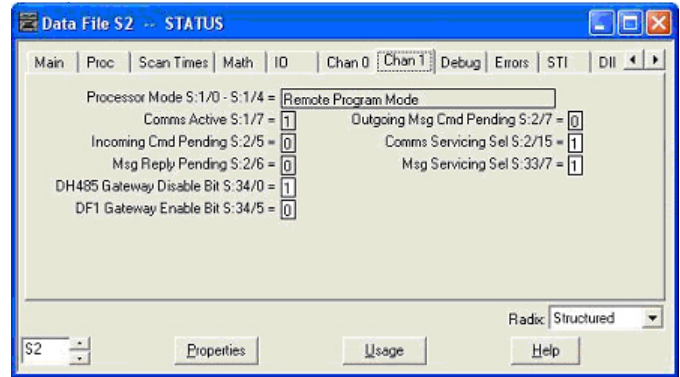 Data File S2 -- STATUS
Main Proc Scan Times Math IO Chan 0 Chan 1 Debug Errors STI DII
Processor Mode S:1/0 - S:1/4 = Remote Program Mode
Comms Active S:1/7 = 1 Outgoing Msg Cmd Pending S:2/7 = 0
Incoming Cmd Pending S:2/5 = 0 Comms Servicing Sel S:2/15 = 1
Msg Reply Pending S:2/6 = 0 Msg Servicing Sel S:33/7 = 1
DH485 Gateway Disable Bit S:34/0 = 1
DF1 Gateway Enable Bit S:34/5 = 0
Radix: Structured
S2 Properties Usage Help